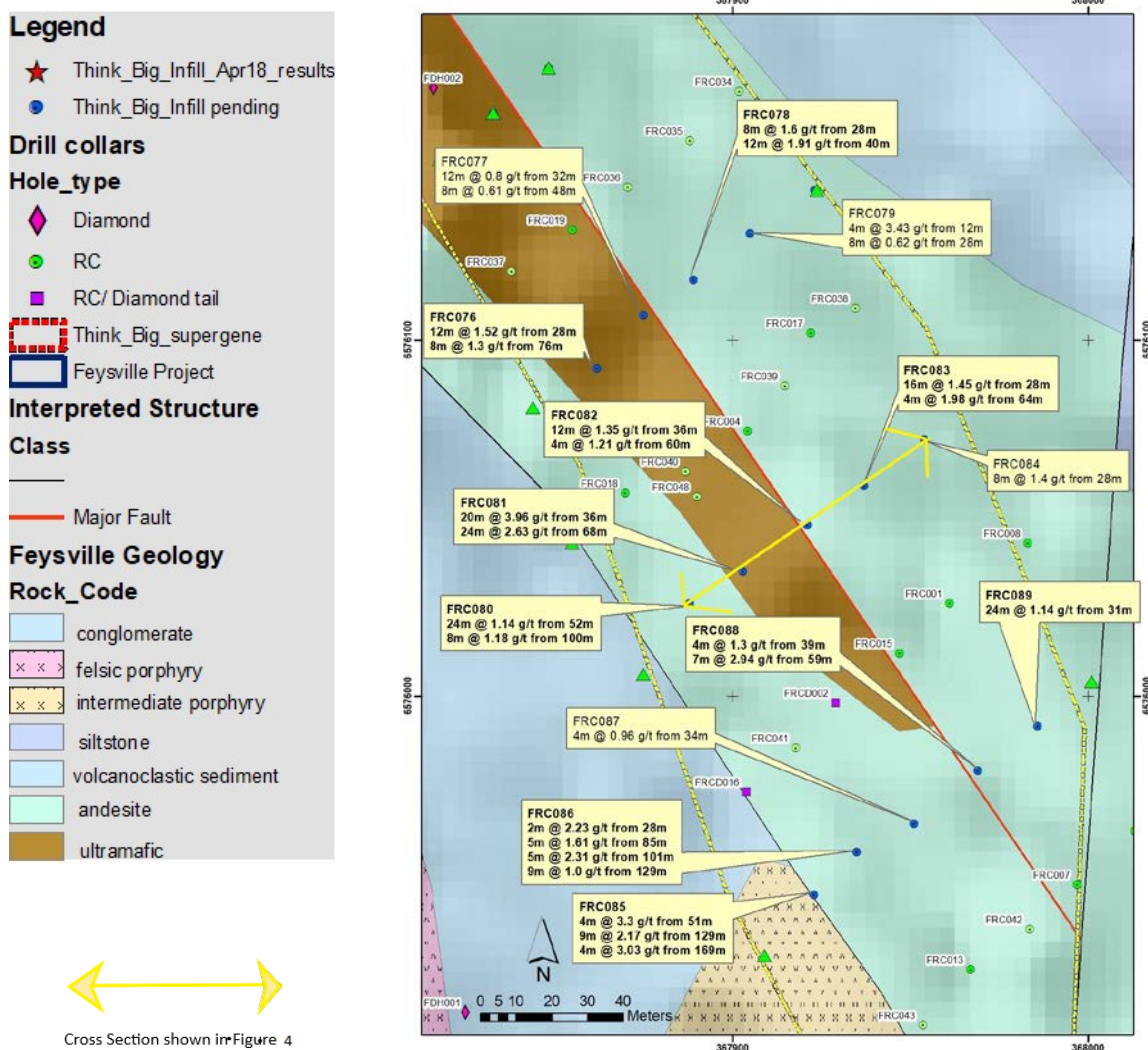 Legend
Think_Big_Infill_Apr18_results
Think_Big_Infill pending
Drill collars
Hole_type
Diamond
RC
RC/ Diamond tail
Think_Big_supergene
Feysville Project
Interpreted Structure
Class
Major Fault
Feysville Geology
Rock_Code
conglomerate
felsic porphyry
intermediate porphyry
siltstone
volcanoclastic sediment
andesite
ultramafic
Cross Section shown in Figure 4
367900
368000
FDH002
FRC034
FRC078
8m @ 1.6 g/t from 28m
12m @ 1.91 g/t from 40m
FRC035
FRC077
12m @ 0.8 g/t from 32m
8m @ 0.61 g/t from 48m
FRC036
FRC079
4m @ 3.43 g/t from 12m
8m @ 0.62 g/t from 28m
FRC019
FRC037
FRC038
FRC076
12m @ 1.52 g/t from 28m
8m @ 1.3 g/t from 76m
FRC017
6576100
6576100
FRC039
FRC083
16m @ 1.45 g/t from 28m
4m @ 1.98 g/t from 64m
FRC082
12m @ 1.35 g/t from 36m
4m @ 1.21 g/t from 60m
FRC004
FRC040
FRC084
8m @ 1.4 g/t from 28m
FRC018
FRC048
FRC081
20m @ 3.96 g/t from 36m
24m @ 2.63 g/t from 68m
FRC008
FRC080
24m @ 1.14 g/t from 52m
8m @ 1.18 g/t from 100m
FRC001
FRC089
24m @ 1.14 g/t from 31m
FRC088
4m @ 1.3 g/t from 39m
7m @ 2.94 g/t from 59m
FRC015
FRCD002
6576000
6576000
FRC087
4m @ 0.96 g/t from 34m
FRC041
FRCD016
FRC086
2m @ 2.23 g/t from 28m
5m @ 1.61 g/t from 85m
5m @ 2.31 g/t from 101m
9m @ 1.0 g/t from 129m
FRC007
FRC085
4m @ 3.3 g/t from 51m
9m @ 2.17 g/t from 129m
4m @ 3.03 g/t from 169m
FRC042
FRC013
N
FDH001
0 5 10 20 30 40
Meters
FRC043
367900
368000